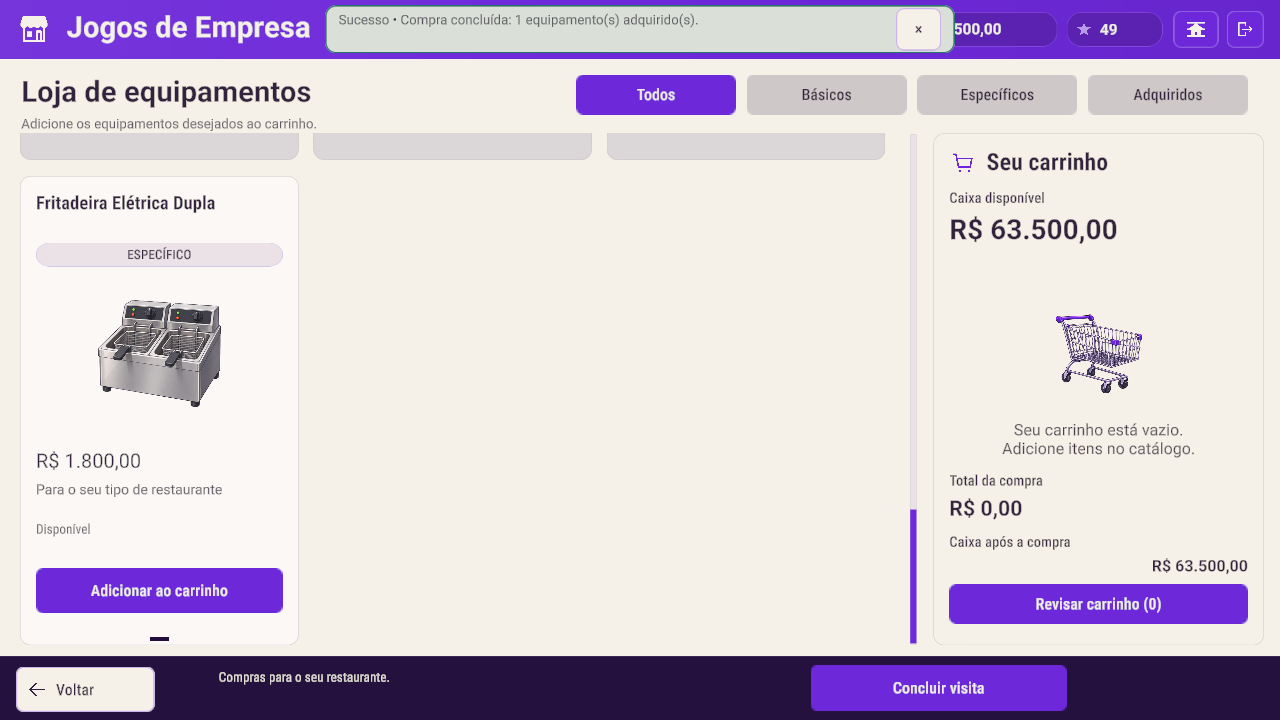 Jogos de Empresa
Sucesso • Compra concluída: 1 equipamento(s) adquirido(s).
×
500,00
49
Loja de equipamentos
Adicione os equipamentos desejados ao carrinho.
Todos
Básicos
Específicos
Adquiridos
Fritadeira Elétrica Dupla
ESPECÍFICO
R$ 1.800,00
Para o seu tipo de restaurante
Disponível
Adicionar ao carrinho
Seu carrinho
Caixa disponível
R$ 63.500,00
Seu carrinho está vazio.
Adicione itens no catálogo.
Total da compra
R$ 0,00
Caixa após a compra
R$ 63.500,00
Revisar carrinho (0)
Voltar
Compras para o seu restaurante.
Concluir visita